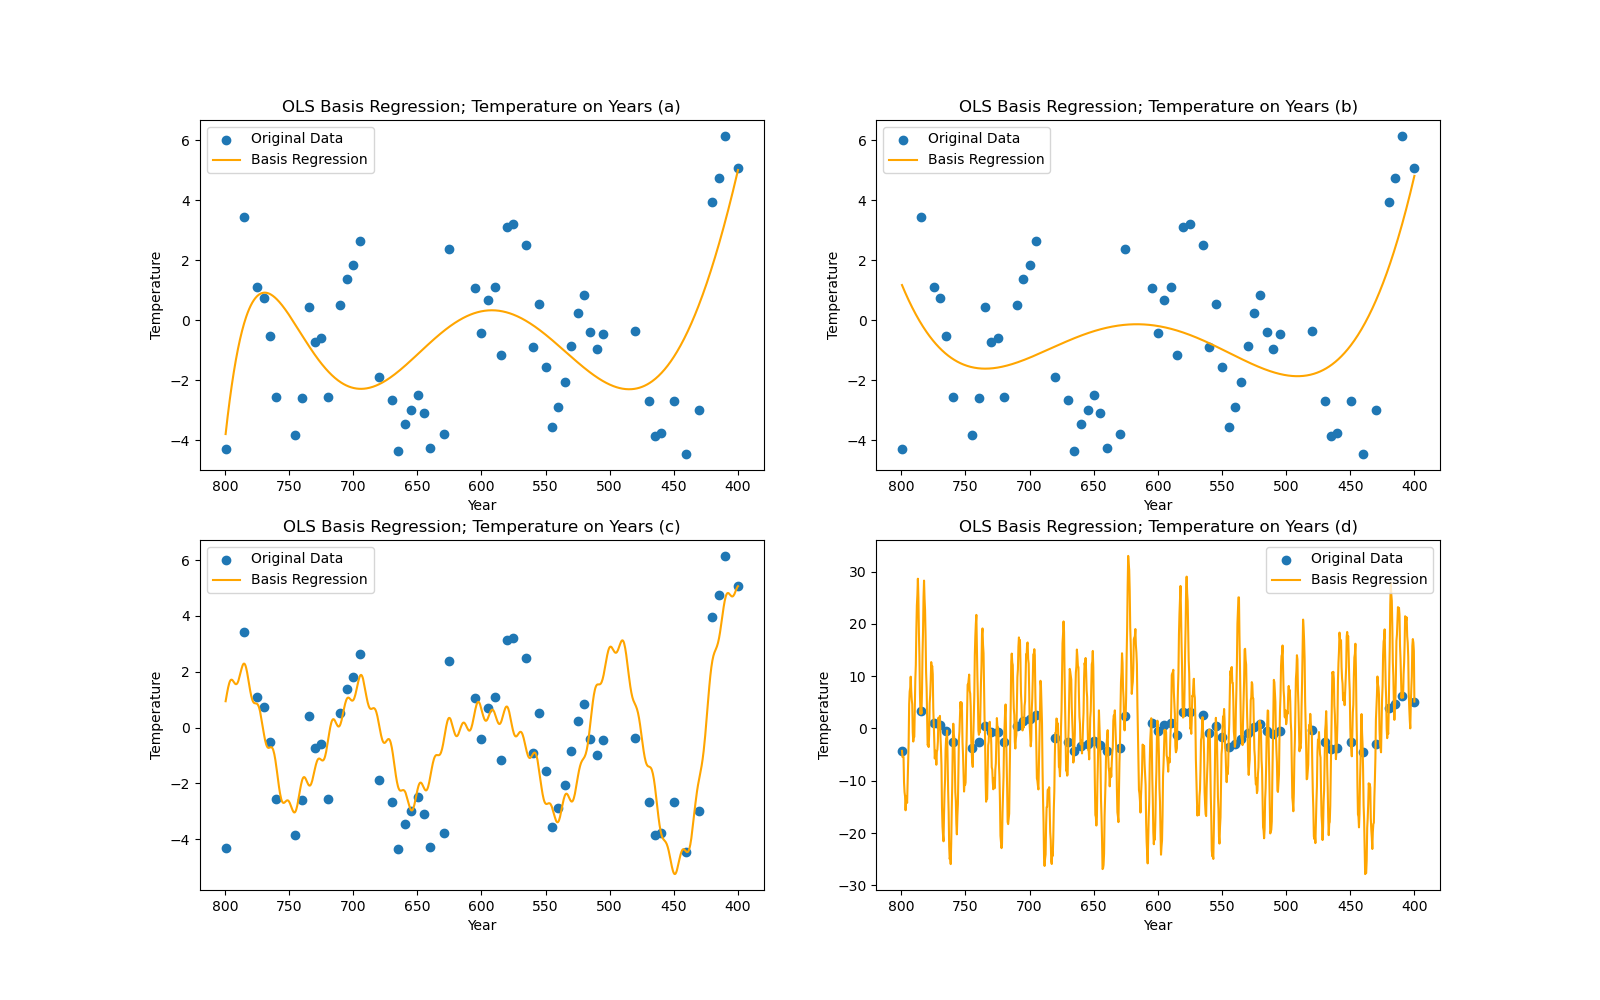 OLS Basis Regression; Temperature on Years (a)
Original Data
Basis Regression
6
4
2
0
−2
−4
Temperature
800 750 700 650 600 550 500 450 400
Year
OLS Basis Regression; Temperature on Years (b)
Original Data
Basis Regression
6
4
2
0
−2
−4
Temperature
800 750 700 650 600 550 500 450 400
Year
OLS Basis Regression; Temperature on Years (c)
Original Data
Basis Regression
6
4
2
0
−2
−4
Temperature
800 750 700 650 600 550 500 450 400
Year
OLS Basis Regression; Temperature on Years (d)
Original Data
Basis Regression
30
20
10
0
−10
−20
−30
Temperature
800 750 700 650 600 550 500 450 400
Year